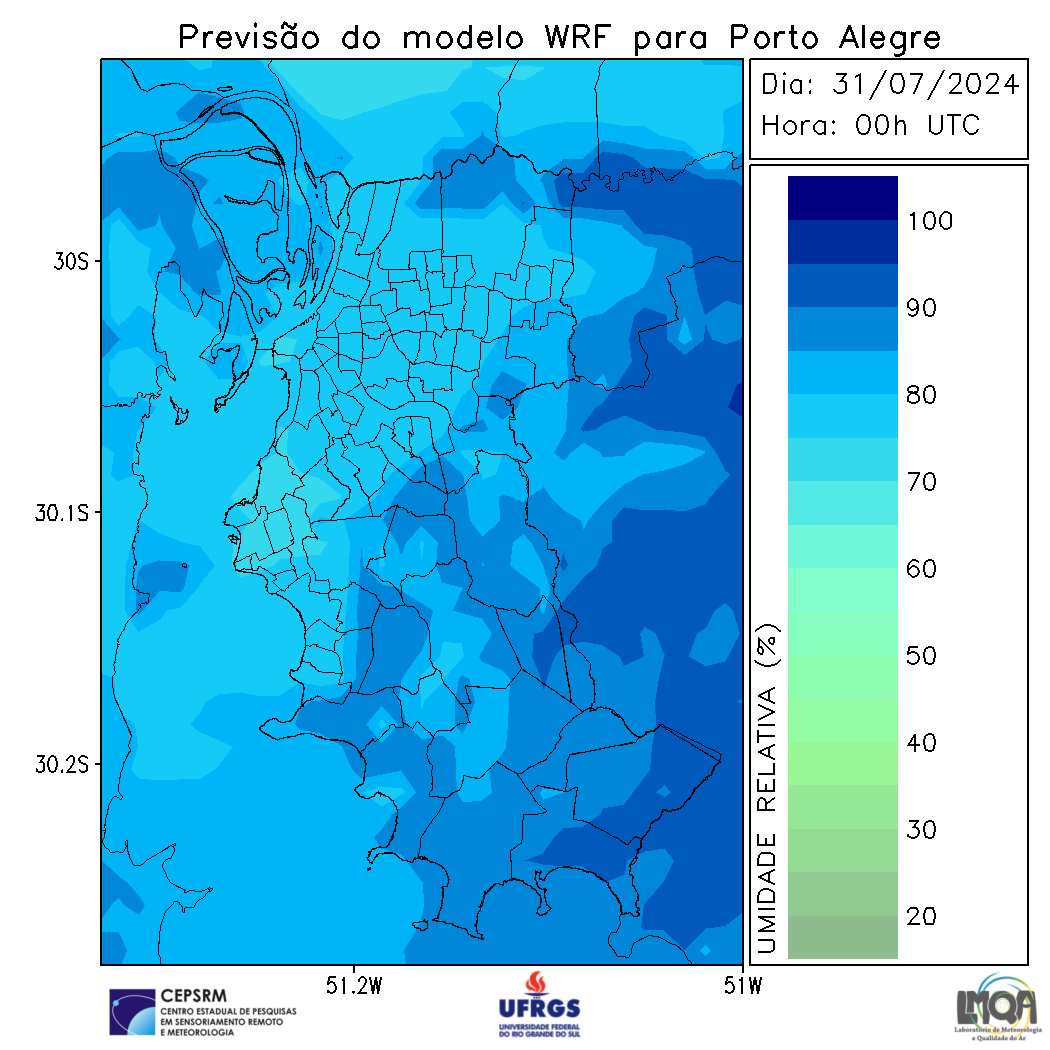 Previsão do modelo WRF para Porto Alegre
Dia: 31/07/2024
Hora: 00h UTC
30S
30.1S
30.2S
51.2W
51W
100
90
80
70
60
50
40
30
20
UMIDADE RELATIVA (%)
CEPSRM
CENTRO ESTADUAL DE PESQUISAS
EM SENSORIAMENTO REMOTO
E METEOROLOGIA
UFRGS
UNIVERSIDADE FEDERAL
DO RIO GRANDE DO SUL
LMQA
Laboratório de Meteorologia
e Qualidade do Ar